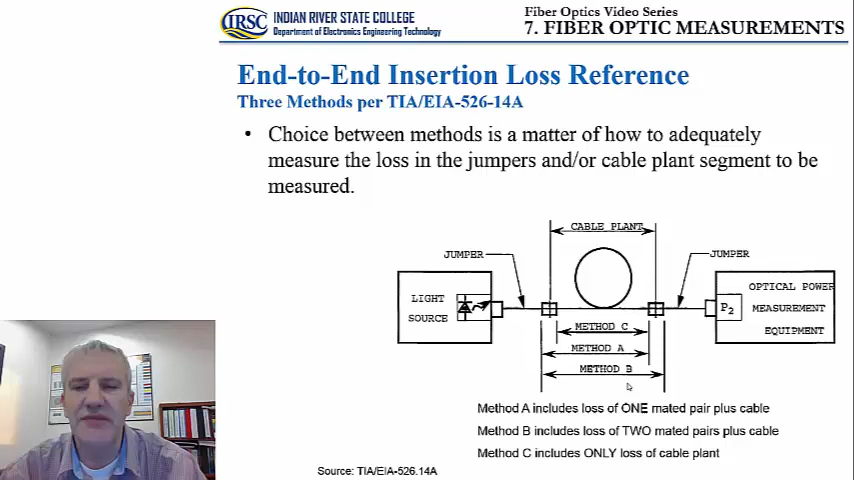 IRSC
INDIAN RIVER STATE COLLEGE
Department of Electronics Engineering Technology
Fiber Optics Video Series
7. FIBER OPTIC MEASUREMENTS
End-to-End Insertion Loss Reference
Three Methods per TIA/EIA-526-14A
• Choice between methods is a matter of how to adequately
measure the loss in the jumpers and/or cable plant segment to be
measured.
CABLE PLANT
JUMPER
JUMPER
LIGHT
SOURCE
P2
OPTICAL POWER
MEASUREMENT
EQUIPMENT
METHOD C
METHOD A
METHOD B
Method A includes loss of ONE mated pair plus cable
Method B includes loss of TWO mated pairs plus cable
Method C includes ONLY loss of cable plant
Source: TIA/EIA-526.14A